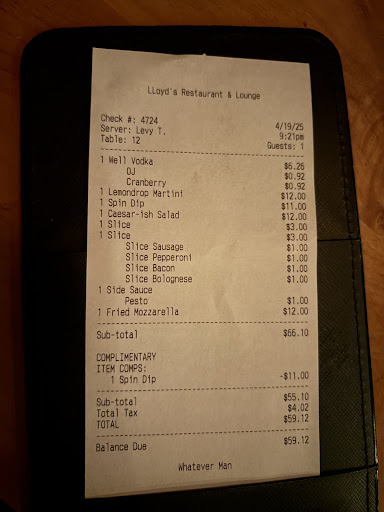 LLoyd's Restaurant & Lounge
Check #: 4724 4/19/25
Server: Levy T. 9:21pm
Table: 12 Guests: 1
1 Well Vodka $6.26
OJ $0.92
Cranberry $0.92
1 Lemondrop Martini $12.00
1 Spin Dip $11.00
1 Caesar-ish Salad $12.00
1 Slice $3.00
1 Slice $3.00
Slice Sausage $1.00
Slice Pepperoni $1.00
Slice Bacon $1.00
Slice Bolognese $1.00
1 Side Sauce
Pesto $1.00
1 Fried Mozzarella $12.00
Sub-total $66.10
COMPLIMENTARY
ITEM COMPS:
1 Spin Dip -$11.00
Sub-total $55.10
Total Tax $4.02
TOTAL $59.12
Balance Due $59.12
Whatever Man